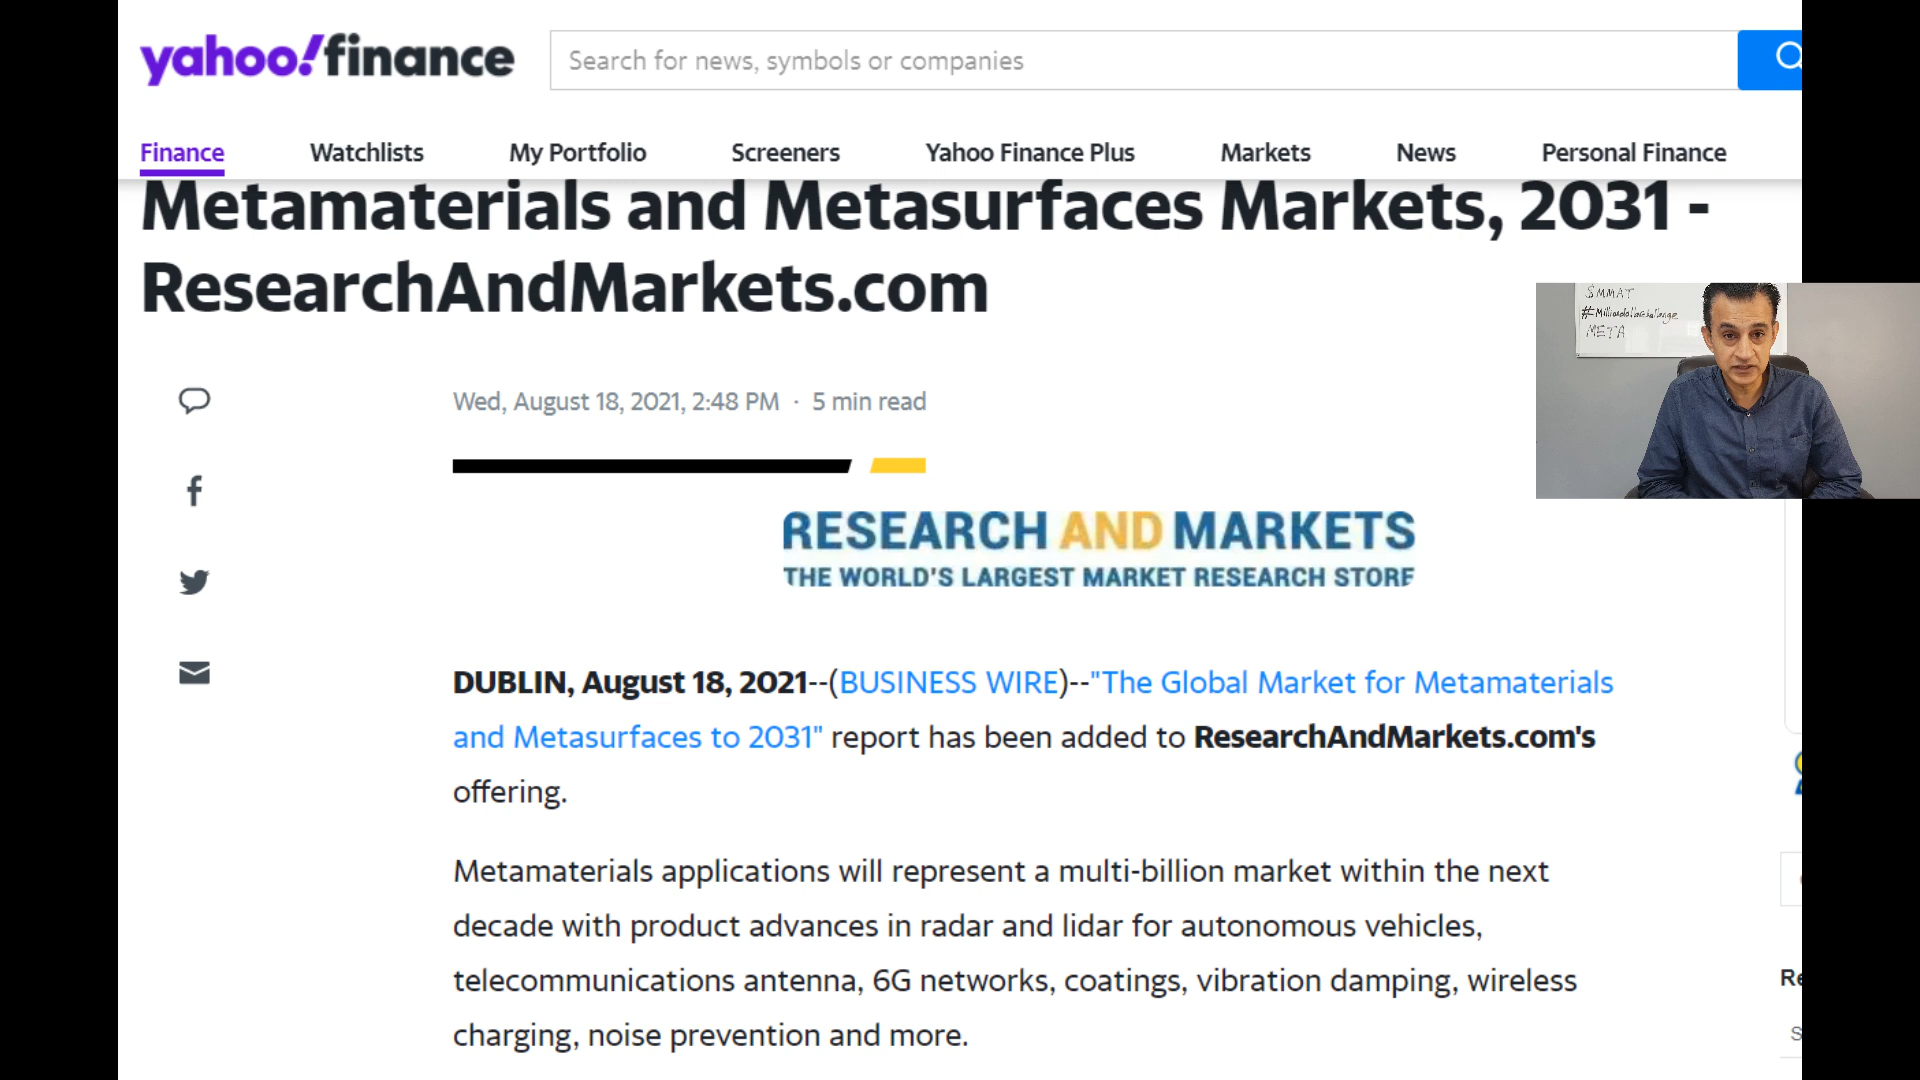 yahoo!finance
Search for news, symbols or companies
Finance Watchlists My Portfolio Screeners Yahoo Finance Plus Markets News Personal Finance
Metamaterials and Metasurfaces Markets, 2031 -
ResearchAndMarkets.com
$MMAT
#Milliondollarchallange
META
Wed, August 18, 2021, 2:48 PM · 5 min read
RESEARCH AND MARKETS
THE WORLD'S LARGEST MARKET RESEARCH STORE
DUBLIN, August 18, 2021--(BUSINESS WIRE)--"The Global Market for Metamaterials
and Metasurfaces to 2031" report has been added to ResearchAndMarkets.com's
offering.
Metamaterials applications will represent a multi-billion market within the next
decade with product advances in radar and lidar for autonomous vehicles,
telecommunications antenna, 6G networks, coatings, vibration damping, wireless
charging, noise prevention and more.